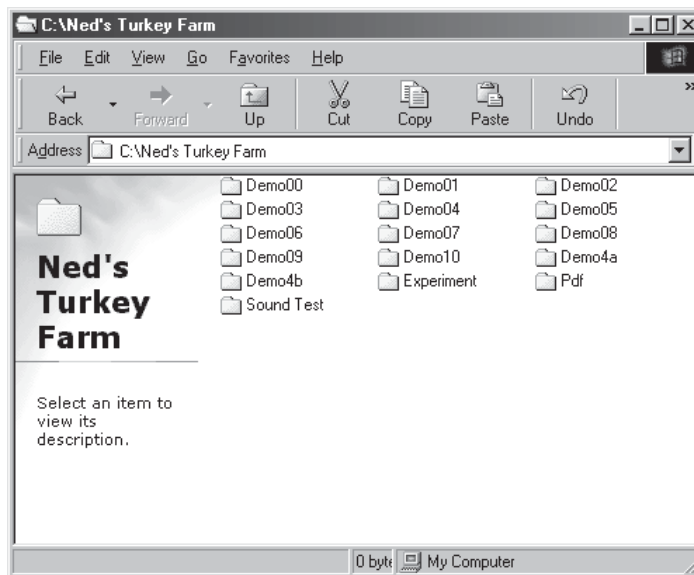 C:\Ned's Turkey Farm
File Edit View Go Favorites Help
Back Forward Up Cut Copy Paste Undo »
Address C:\Ned's Turkey Farm
Demo00 Demo01 Demo02
Demo03 Demo04 Demo05
Demo06 Demo07 Demo08
Demo09 Demo10 Demo4a
Demo4b Experiment Pdf
Sound Test
Ned's
Turkey
Farm
Select an item to
view its
description.
0 byte My Computer